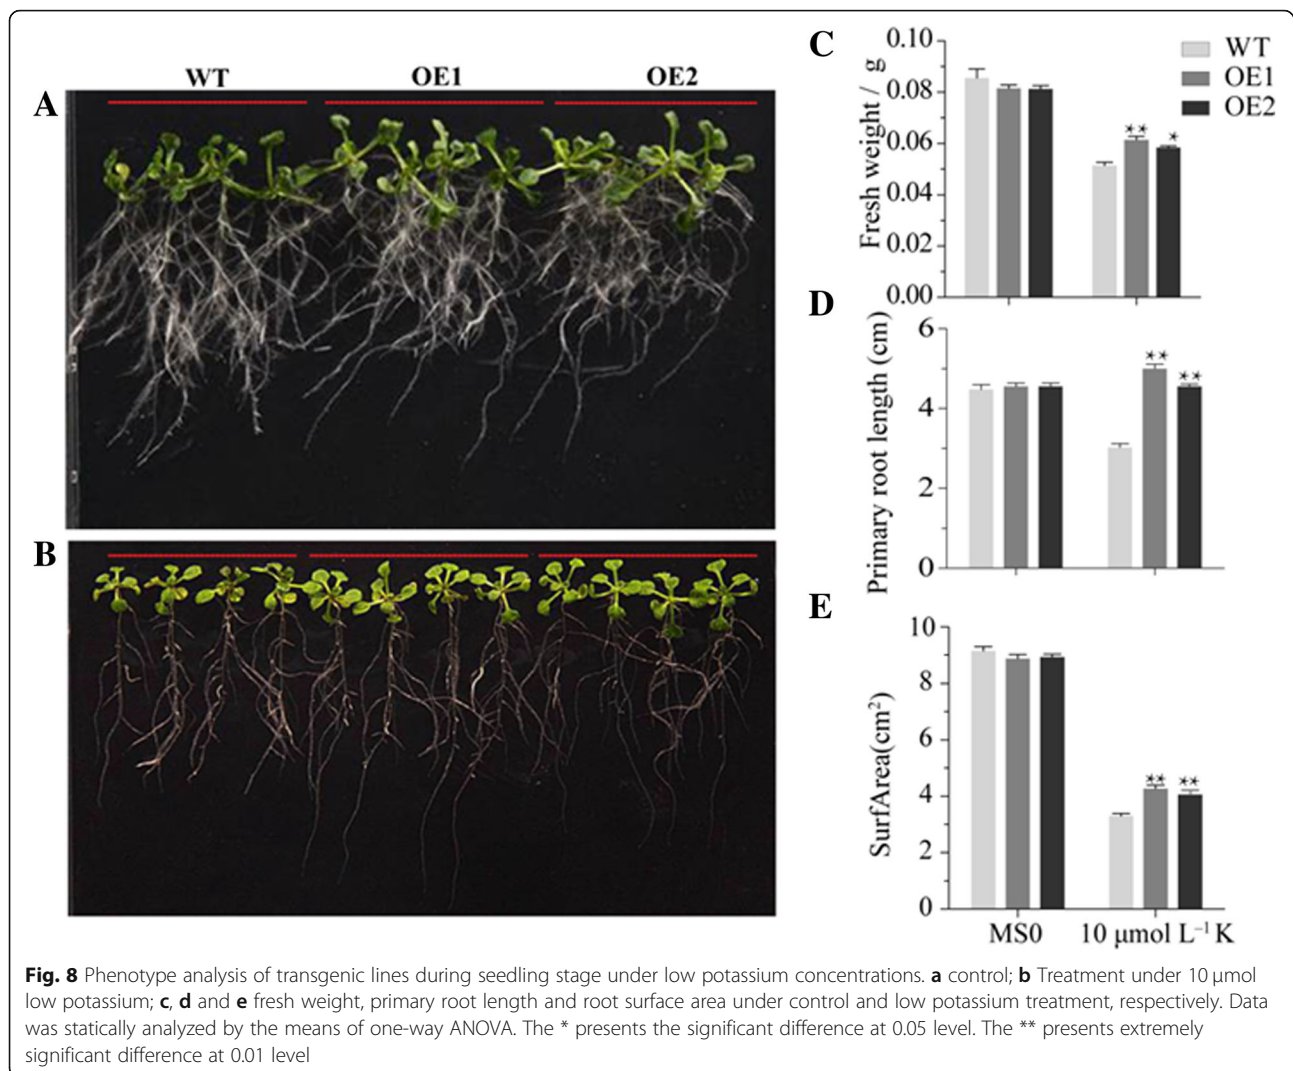 WT OE1 OE2
A
B
C
Fresh weight / g
0.10
0.08
0.06
0.04
0.02
0.00
WT
OE1
OE2
** *
D
Primary root length (cm)
6
4
2
0
** **
E
SurfArea(cm²)
10
8
6
4
2
0
** **
MS0 10 μmol L⁻¹ K
Fig. 8 Phenotype analysis of transgenic lines during seedling stage under low potassium concentrations. a control; b Treatment under 10 μmol
low potassium; c, d and e fresh weight, primary root length and root surface area under control and low potassium treatment, respectively. Data
was statically analyzed by the means of one-way ANOVA. The * presents the significant difference at 0.05 level. The ** presents extremely
significant difference at 0.01 level